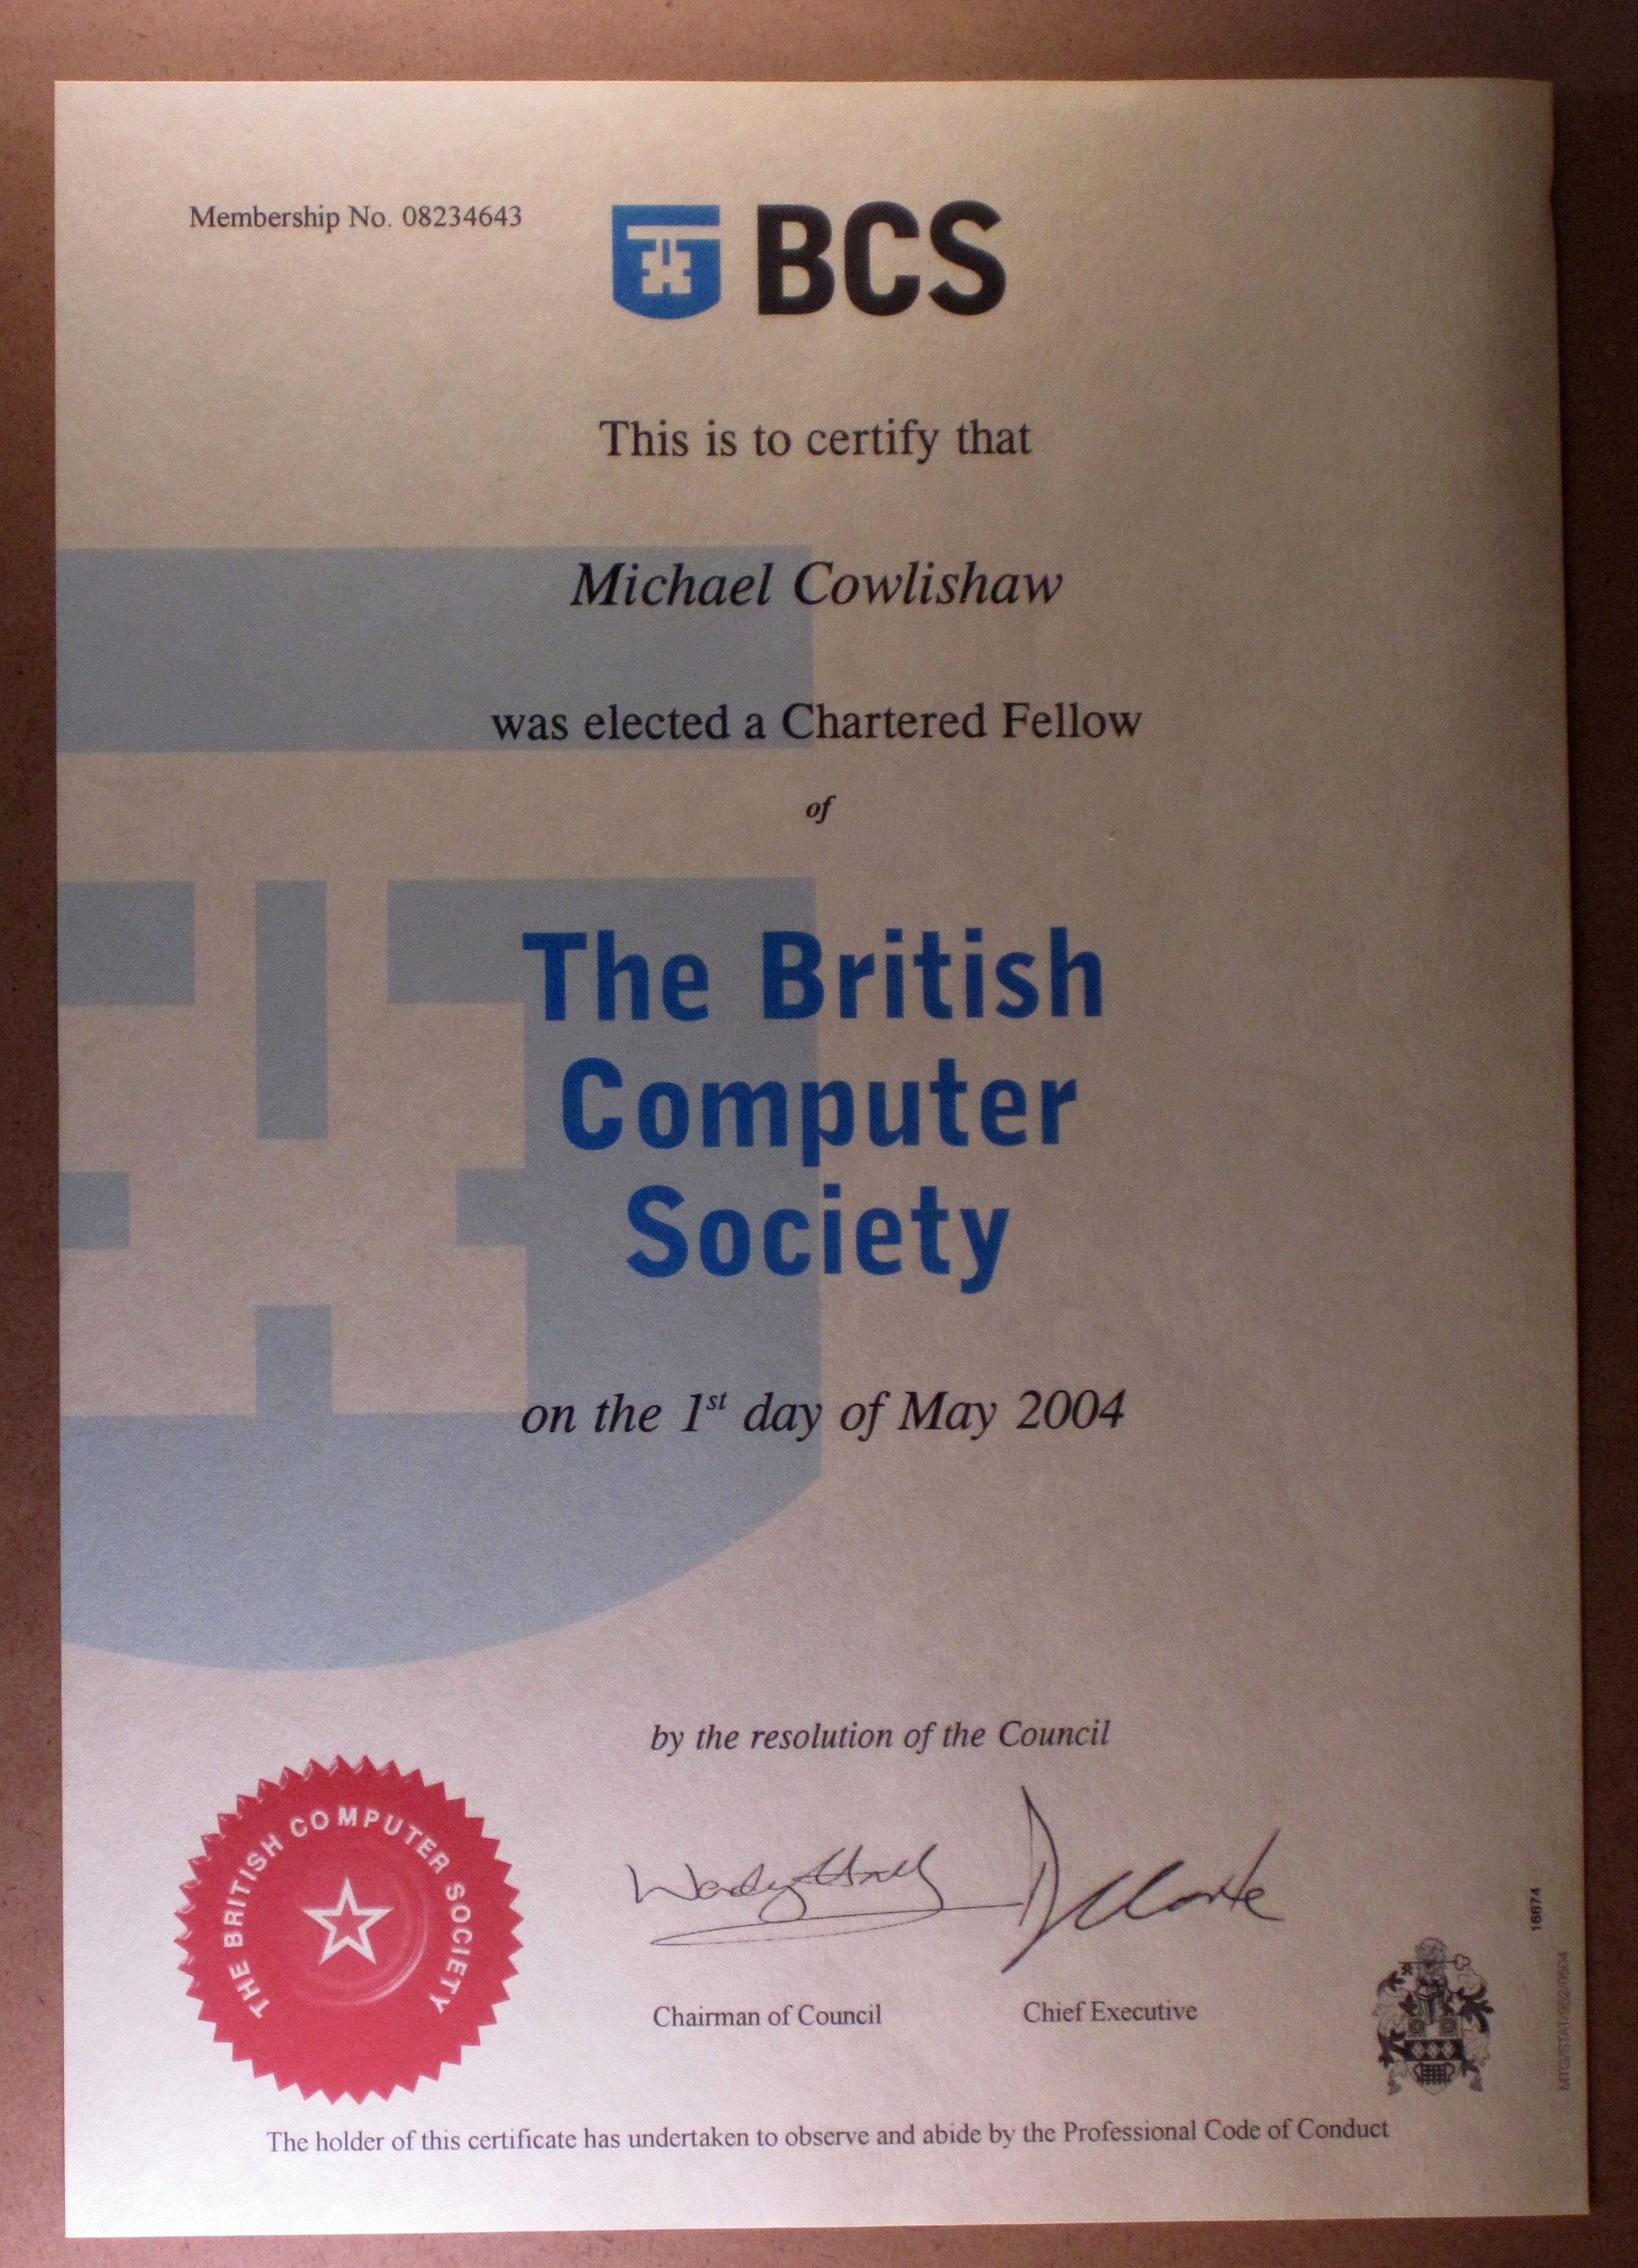 Membership No. 08234643
BCS
This is to certify that
Michael Cowlishaw
was elected a Chartered Fellow
of
The British
Computer
Society
on the 1st day of May 2004
by the resolution of the Council
THE BRITISH COMPUTER SOCIETY
Chairman of Council
Chief Executive
16674
The holder of this certificate has undertaken to observe and abide by the Professional Code of Conduct